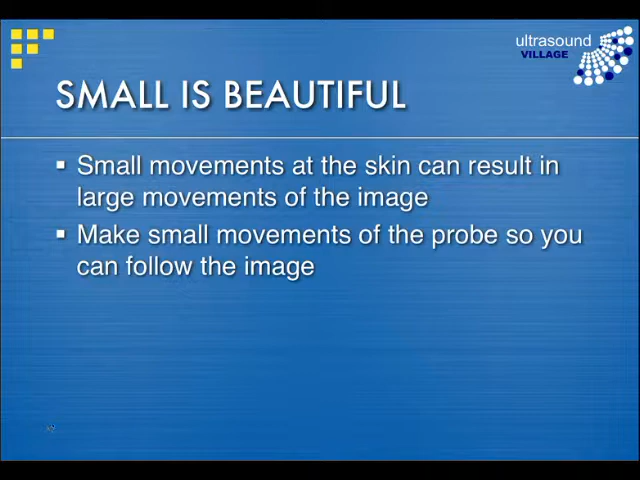 ultrasound
VILLAGE
SMALL IS BEAUTIFUL
▪ Small movements at the skin can result in
large movements of the image
▪ Make small movements of the probe so you
can follow the image